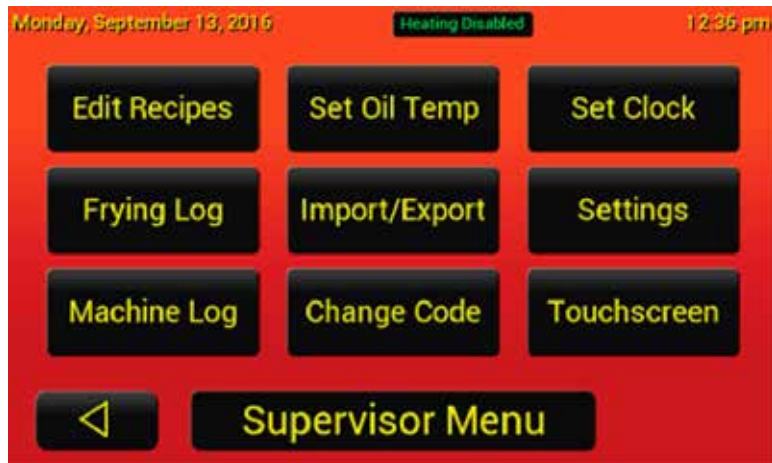 Monday, September 13, 2016 Heating Disabled 12:36 pm
Edit Recipes Set Oil Temp Set Clock
Frying Log Import/Export Settings
Machine Log Change Code Touchscreen
Supervisor Menu